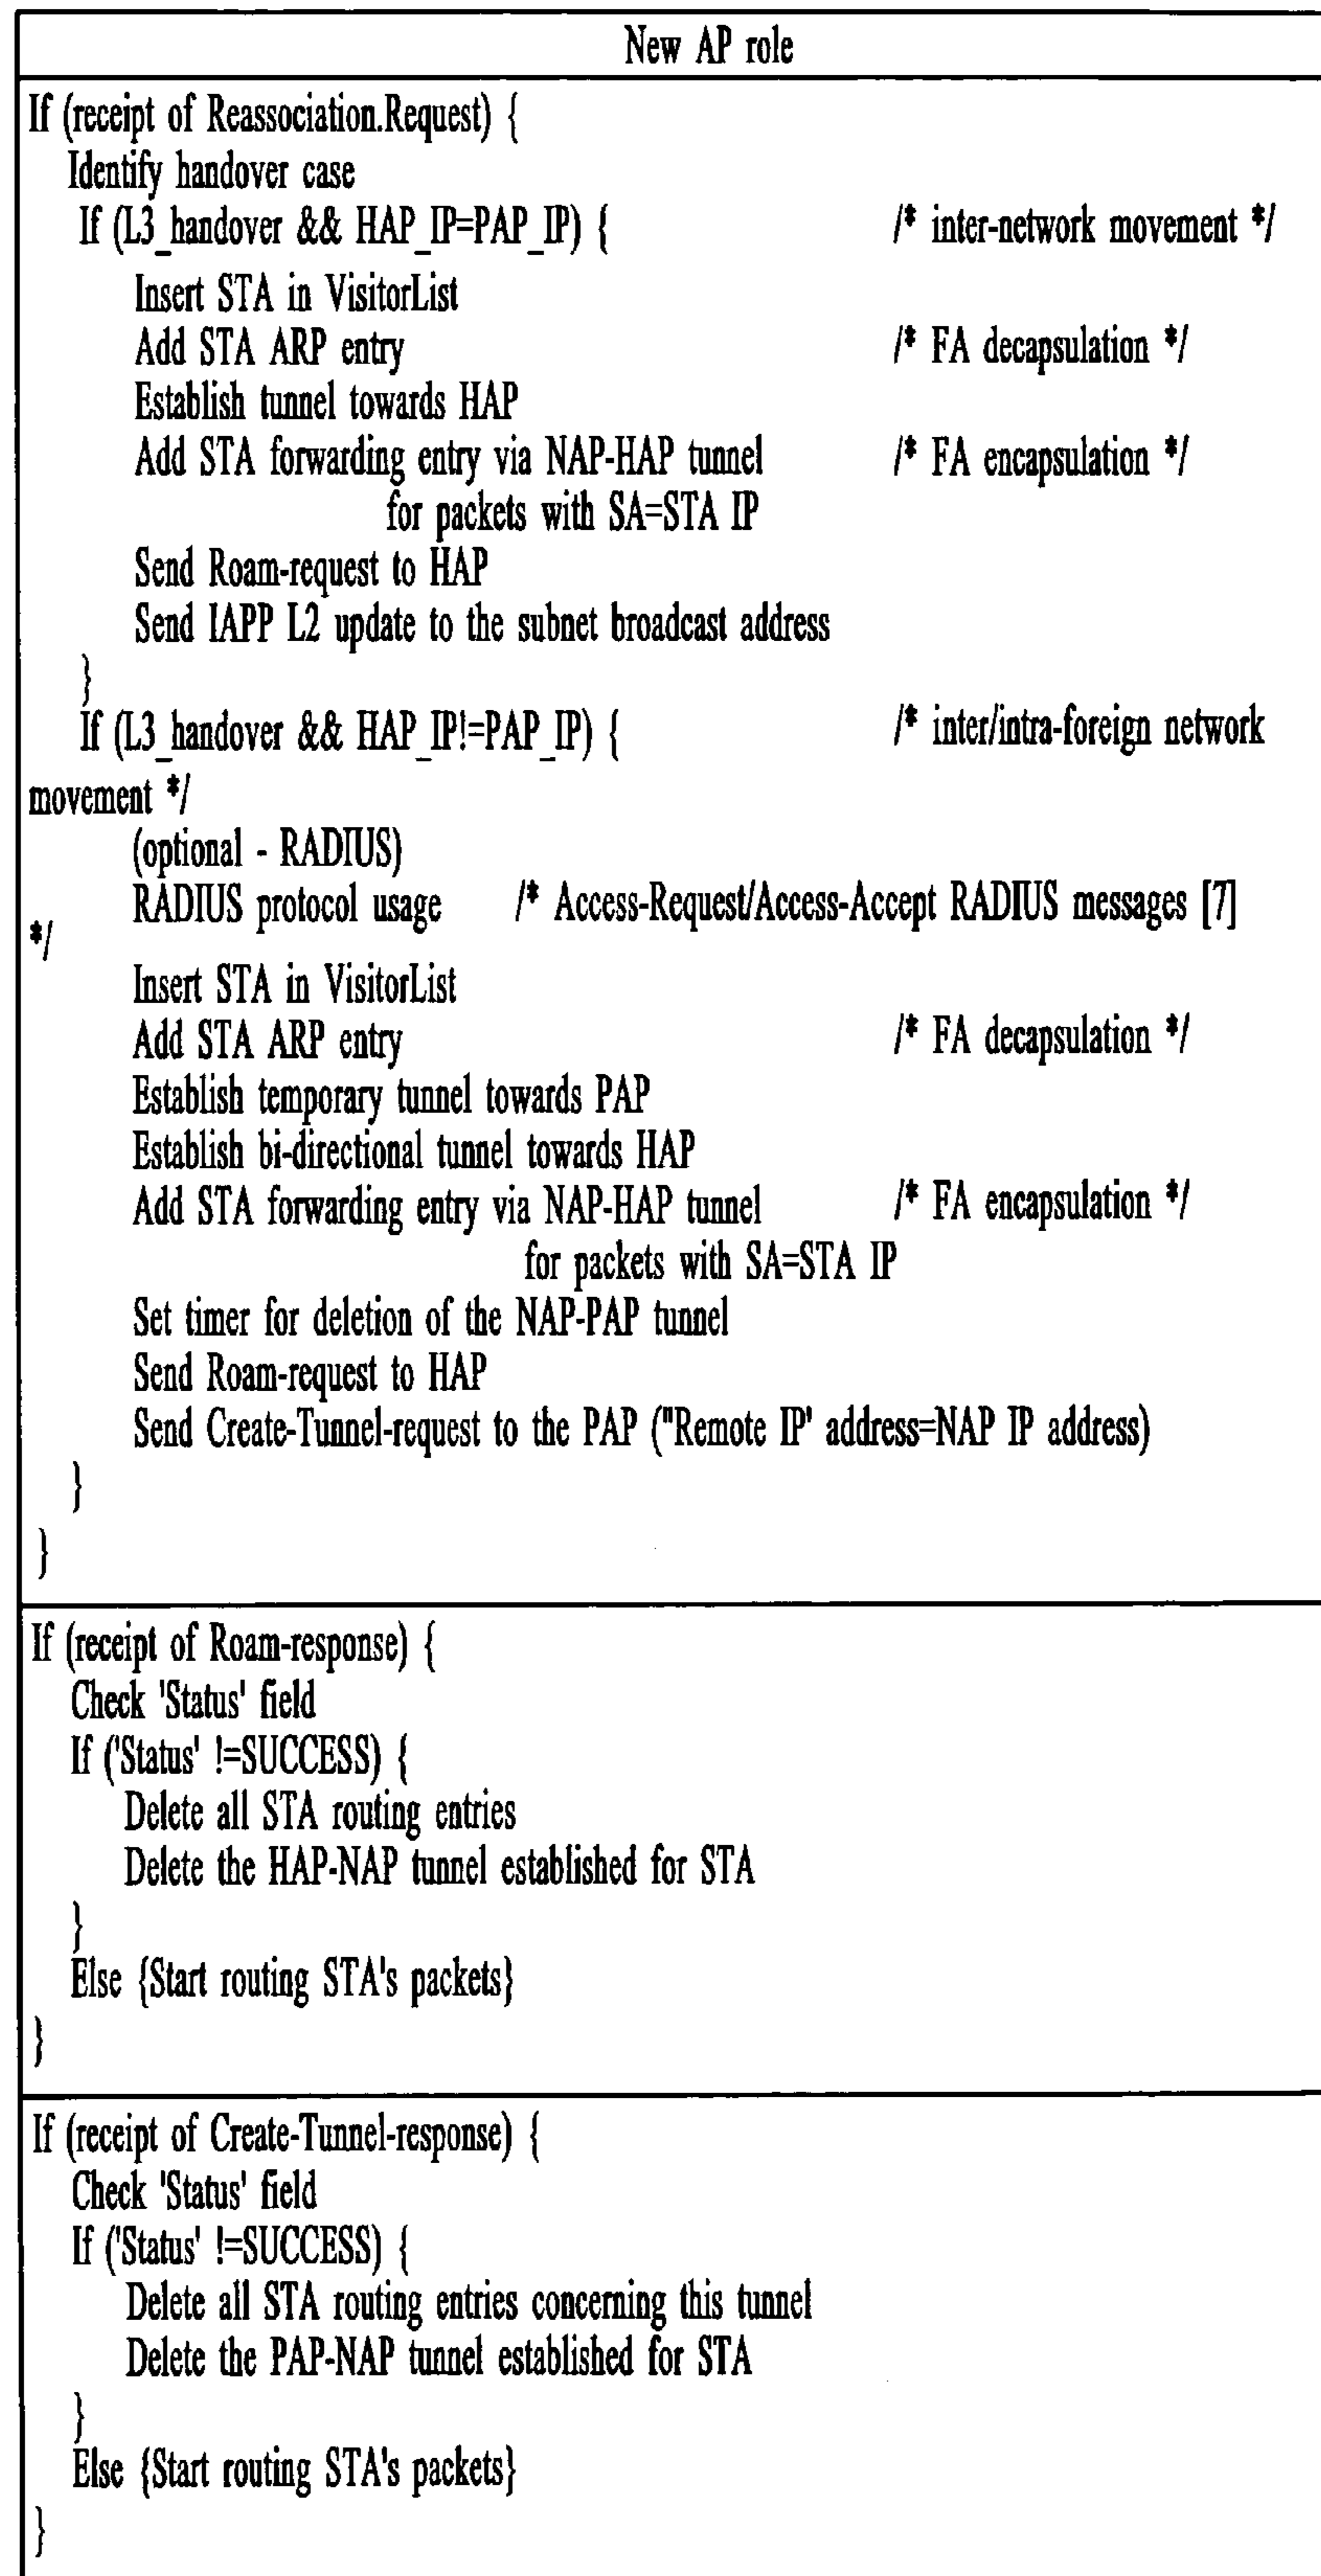 New AP role
If (receipt of Reassociation.Request) {
Identify handover case
If (L3_handover && HAP_IP=PAP_IP) { /* inter-network movement */
Insert STA in VisitorList
Add STA ARP entry /* FA decapsulation */
Establish tunnel towards HAP
Add STA forwarding entry via NAP-HAP tunnel /* FA encapsulation */
for packets with SA=STA IP
Send Roam-request to HAP
Send IAPP L2 update to the subnet broadcast address
}
If (L3_handover && HAP_IP!=PAP_IP) { /* inter/intra-foreign network
movement */
(optional - RADIUS)
RADIUS protocol usage /* Access-Request/Access-Accept RADIUS messages [7]
*/
Insert STA in VisitorList
Add STA ARP entry /* FA decapsulation */
Establish temporary tunnel towards PAP
Establish bi-directional tunnel towards HAP
Add STA forwarding entry via NAP-HAP tunnel /* FA encapsulation */
for packets with SA=STA IP
Set timer for deletion of the NAP-PAP tunnel
Send Roam-request to HAP
Send Create-Tunnel-request to the PAP ("Remote IP' address=NAP IP address)
}
}
If (receipt of Roam-response) {
Check 'Status' field
If ('Status' !=SUCCESS) {
Delete all STA routing entries
Delete the HAP-NAP tunnel established for STA
}
Else {Start routing STA's packets}
}
If (receipt of Create-Tunnel-response) {
Check 'Status' field
If ('Status' !=SUCCESS) {
Delete all STA routing entries concerning this tunnel
Delete the PAP-NAP tunnel established for STA
}
Else {Start routing STA's packets}
}